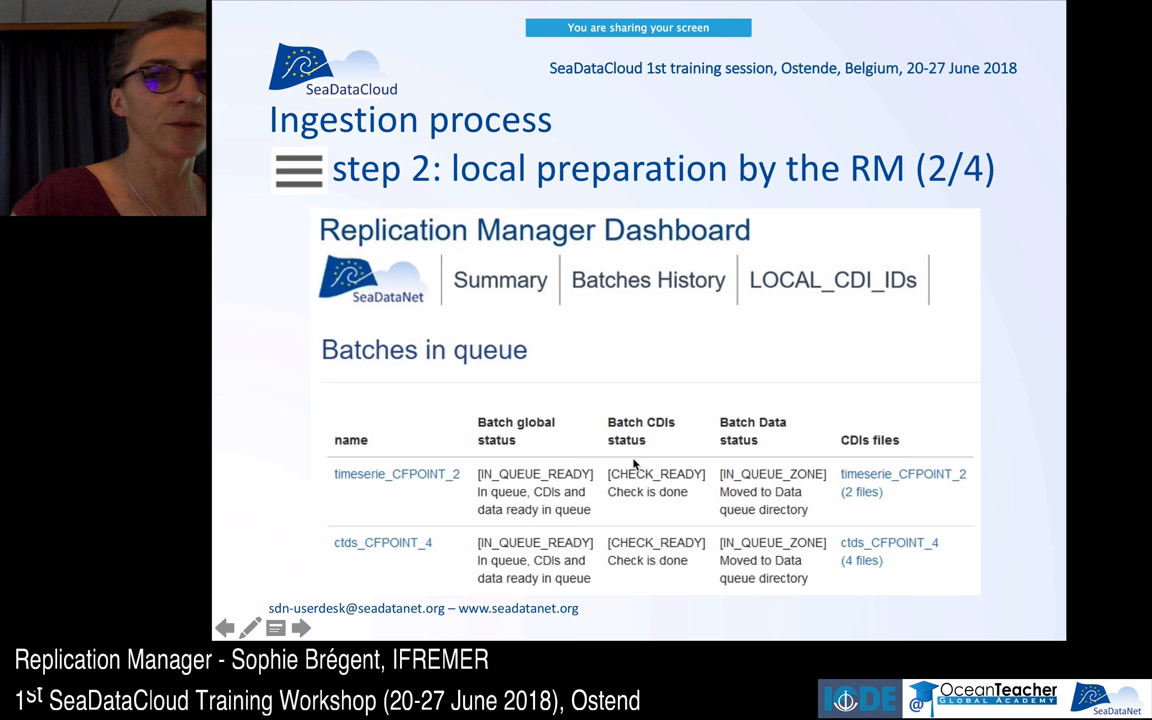 You are sharing your screen
SeaDataCloud
SeaDataCloud 1st training session, Ostende, Belgium, 20-27 June 2018
Ingestion process
step 2: local preparation by the RM (2/4)
Replication Manager Dashboard
SeaDataNet
Summary
Batches History
LOCAL_CDI_IDs
Batches in queue
name
Batch global status
Batch CDIs status
Batch Data status
CDIs files
timeserie_CFPOINT_2
[IN_QUEUE_READY]
In queue, CDIs and
data ready in queue
[CHECK_READY]
Check is done
[IN_QUEUE_ZONE]
Moved to Data
queue directory
timeserie_CFPOINT_2
(2 files)
ctds_CFPOINT_4
[IN_QUEUE_READY]
In queue, CDIs and
data ready in queue
[CHECK_READY]
Check is done
[IN_QUEUE_ZONE]
Moved to Data
queue directory
ctds_CFPOINT_4
(4 files)
sdn-userdesk@seadatanet.org – www.seadatanet.org
Replication Manager - Sophie Brégent, IFREMER
1st SeaDataCloud Training Workshop (20-27 June 2018), Ostend
IODE
@
OceanTeacher
GLOBAL ACADEMY
SeaDataNet